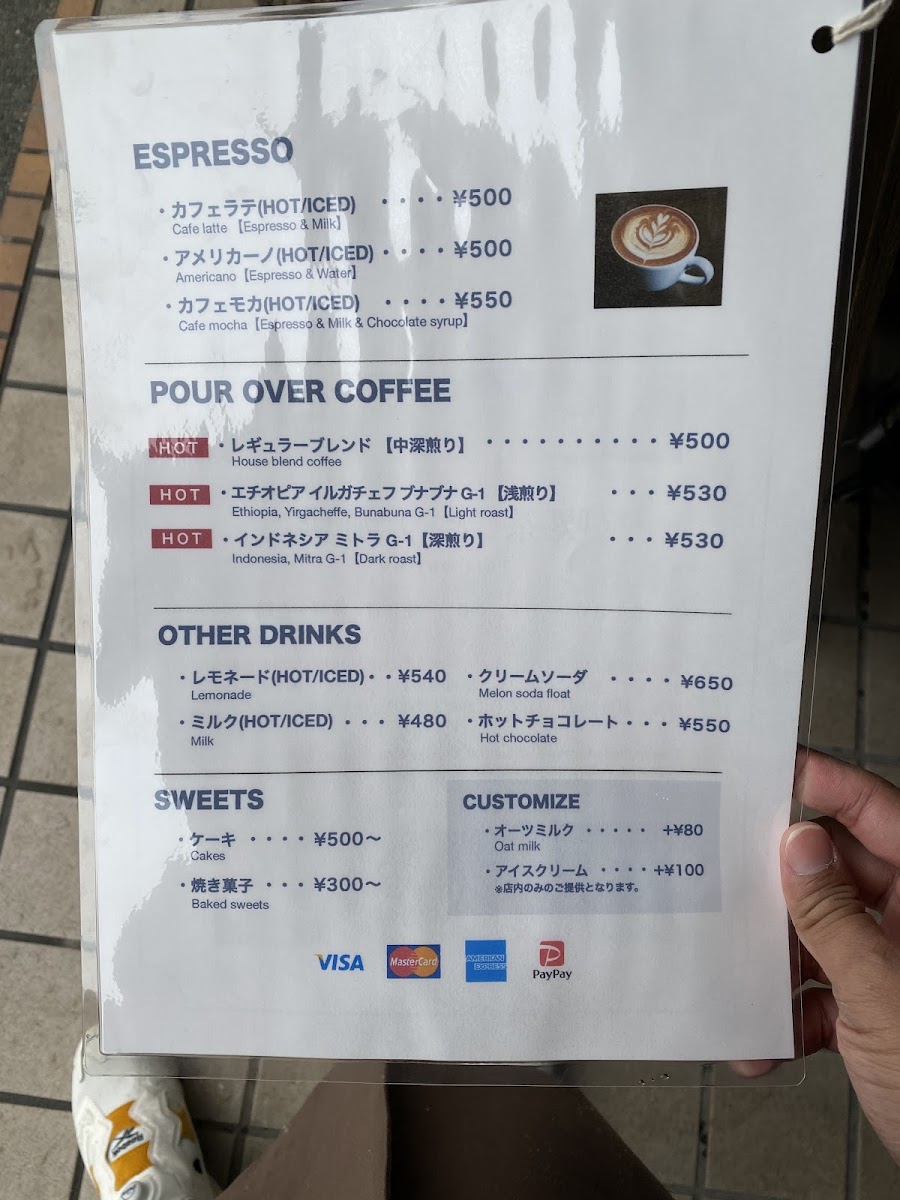 ESPRESSO
・カフェラテ(HOT/ICED) ・・・・ ¥500
Cafe latte 【Espresso & Milk】
・アメリカーノ(HOT/ICED) ・・・・ ¥500
Americano【Espresso & Water】
・カフェモカ(HOT/ICED) ・・・・ ¥550
Cafe mocha【Espresso & Milk & Chocolate syrup】
POUR OVER COFFEE
HOT ・レギュラーブレンド 【中深煎り】 ・・・・・・・・・・ ¥500
House blend coffee
HOT ・エチオピア イルガチェフ ブナブナ G-1 【浅煎り】 ・・・ ¥530
Ethiopia, Yirgacheffe, Bunabuna G-1【Light roast】
HOT ・インドネシア ミトラ G-1【深煎り】 ・・・ ¥530
Indonesia, Mitra G-1【Dark roast】
OTHER DRINKS
・レモネード(HOT/ICED)・・ ¥540
Lemonade
・ミルク(HOT/ICED) ・・・ ¥480
Milk
・クリームソーダ ・・・・ ¥650
Melon soda float
・ホットチョコレート・・・ ¥550
Hot chocolate
SWEETS
・ケーキ ・・・・ ¥500〜
Cakes
・焼き菓子 ・・・ ¥300〜
Baked sweets
CUSTOMIZE
・オーツミルク ・・・・・ +¥80
Oat milk
・アイスクリーム ・・・・+¥100
※店内のみのご提供となります。
VISA MasterCard AMERICAN EXPRESS PayPay
Reebok